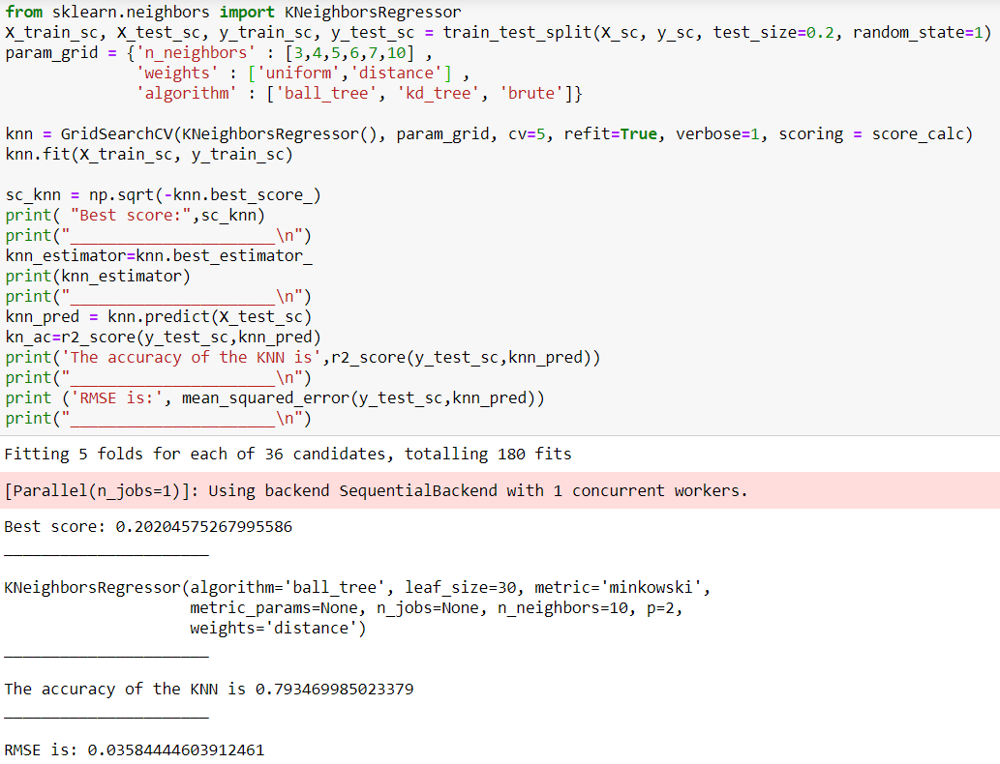 from sklearn.neighbors import KNeighborsRegressor
X_train_sc, X_test_sc, y_train_sc, y_test_sc = train_test_split(X_sc, y_sc, test_size=0.2, random_state=1)
param_grid = {'n_neighbors' : [3,4,5,6,7,10] ,
              'weights' : ['uniform','distance'] ,
              'algorithm' : ['ball_tree', 'kd_tree', 'brute']}

knn = GridSearchCV(KNeighborsRegressor(), param_grid, cv=5, refit=True, verbose=1, scoring = score_calc)
knn.fit(X_train_sc, y_train_sc)

sc_knn = np.sqrt(-knn.best_score_)
print( "Best score:",sc_knn)
print("______________________\n")
knn_estimator=knn.best_estimator_
print(knn_estimator)
print("______________________\n")
knn_pred = knn.predict(X_test_sc)
kn_ac=r2_score(y_test_sc,knn_pred)
print('The accuracy of the KNN is',r2_score(y_test_sc,knn_pred))
print("______________________\n")
print ('RMSE is:', mean_squared_error(y_test_sc,knn_pred))
print("______________________\n")
Fitting 5 folds for each of 36 candidates, totalling 180 fits
[Parallel(n_jobs=1)]: Using backend SequentialBackend with 1 concurrent workers.
Best score: 0.20204575267995586
______________________

KNeighborsRegressor(algorithm='ball_tree', leaf_size=30, metric='minkowski',
                    metric_params=None, n_jobs=None, n_neighbors=10, p=2,
                    weights='distance')
______________________

The accuracy of the KNN is 0.793469985023379
______________________

RMSE is: 0.03584444603912461